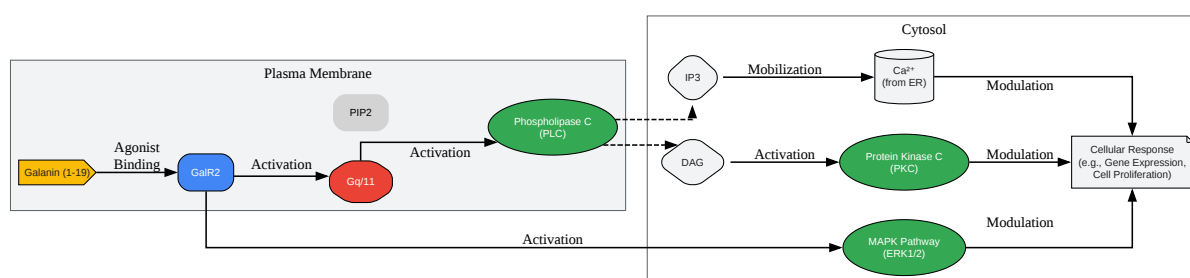 Cytosol
Plasma Membrane
IP3
Mobilization
Ca²⁺
(from ER)
Modulation
PIP2
Phospholipase C
(PLC)
Agonist
Binding
Activation
Activation
DAG
Activation
Protein Kinase C
(PKC)
Modulation
Cellular Response
(e.g., Gene Expression,
Cell Proliferation)
Galanin (1-19)
GalR2
Gq/11
Modulation
Activation
MAPK Pathway
(ERK1/2)